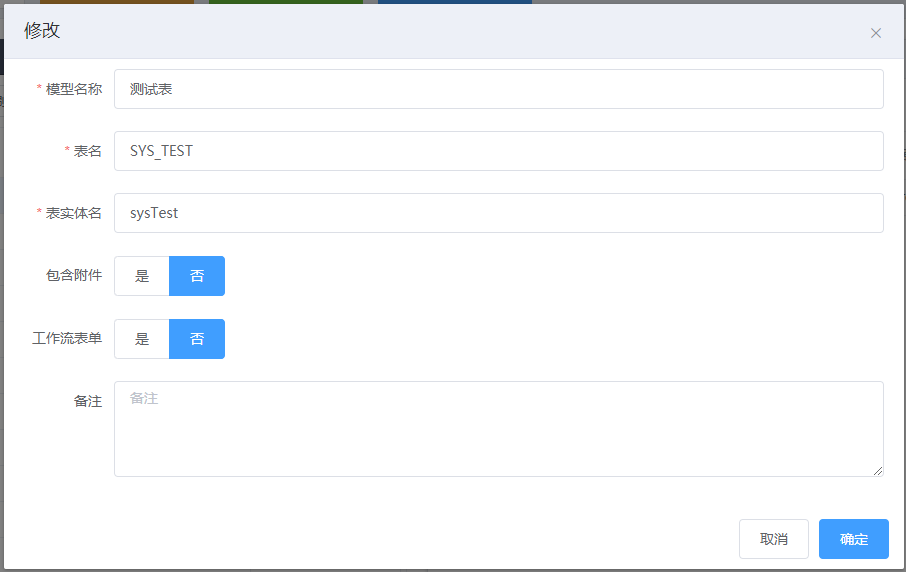 修改
* 模型名称 测试表
* 表名 SYS_TEST
* 表实体名 sysTest
包含附件 是 否
工作流表单 是 否
备注 备注
取消 确定